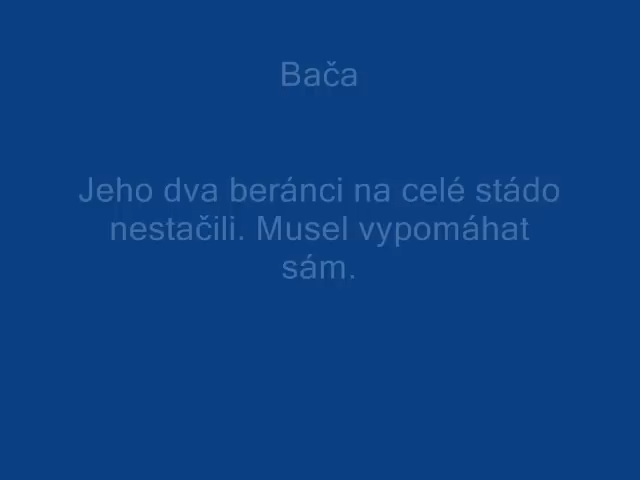 Bača
Jeho dva beránci na celé stádo
nestačili. Musel vypomáhat
sám.